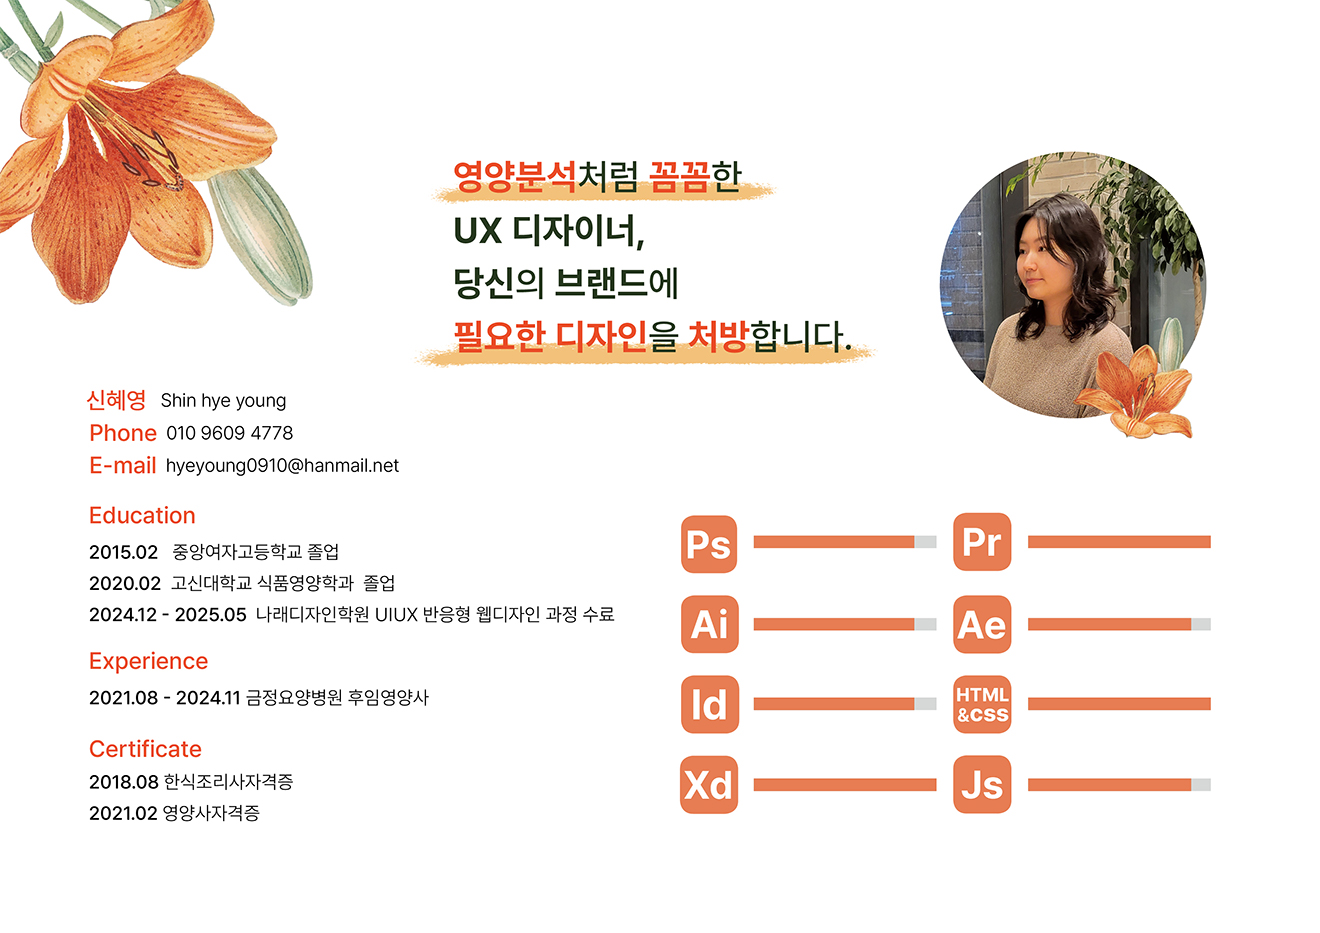 영양분석처럼 꼼꼼한
UX 디자이너,
당신의 브랜드에
필요한 디자인을 처방합니다.
신혜영 Shin hye young
Phone 010 9609 4778
E-mail hyeyoung0910@hanmail.net
Education
2015.02 중앙여자고등학교 졸업
2020.02 고신대학교 식품영양학과 졸업
2024.12 - 2025.05 나래디자인학원 UIUX 반응형 웹디자인 과정 수료
Experience
2021.08 - 2024.11 금정요양병원 후임영양사
Certificate
2018.08 한식조리사자격증
2021.02 영양사자격증
Ps
Ai
Id
Xd
Pr
Ae
HTML
&CSS
Js